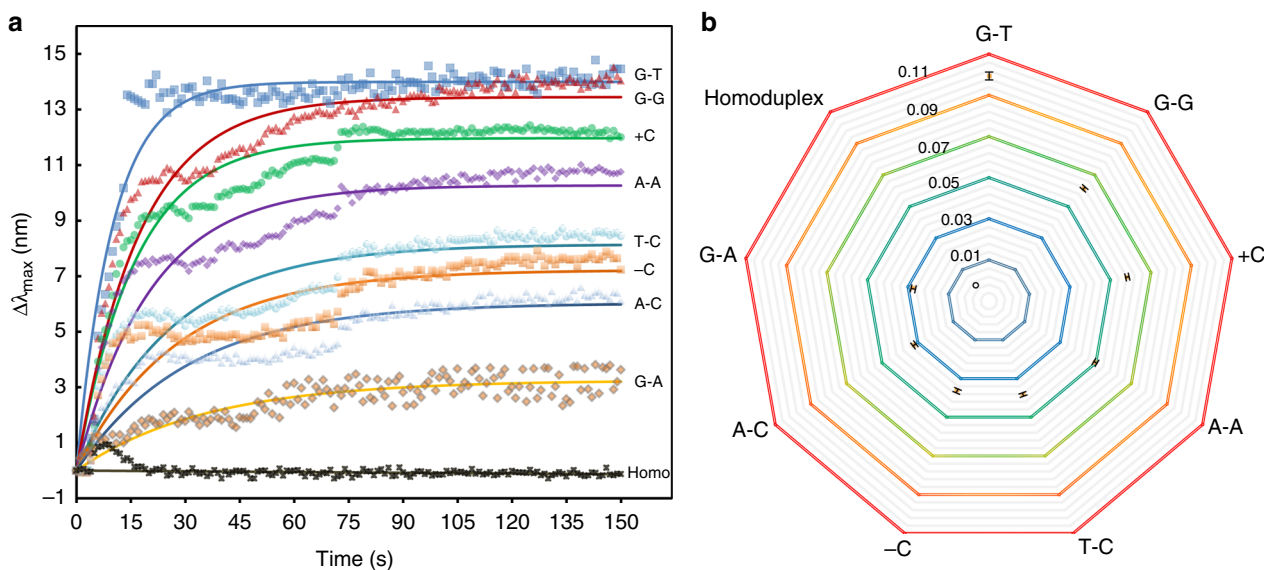 a
15
13
11
9
7
5
3
1
–1
Δλmax (nm)
0 15 30 45 60 75 90 105 120 135 150
Time (s)
G-T
G-G
+C
A-A
T-C
–C
A-C
G-A
Homo
b
G-T
G-G
+C
A-A
T-C
–C
A-C
G-A
Homoduplex
0.11
0.09
0.07
0.05
0.03
0.01